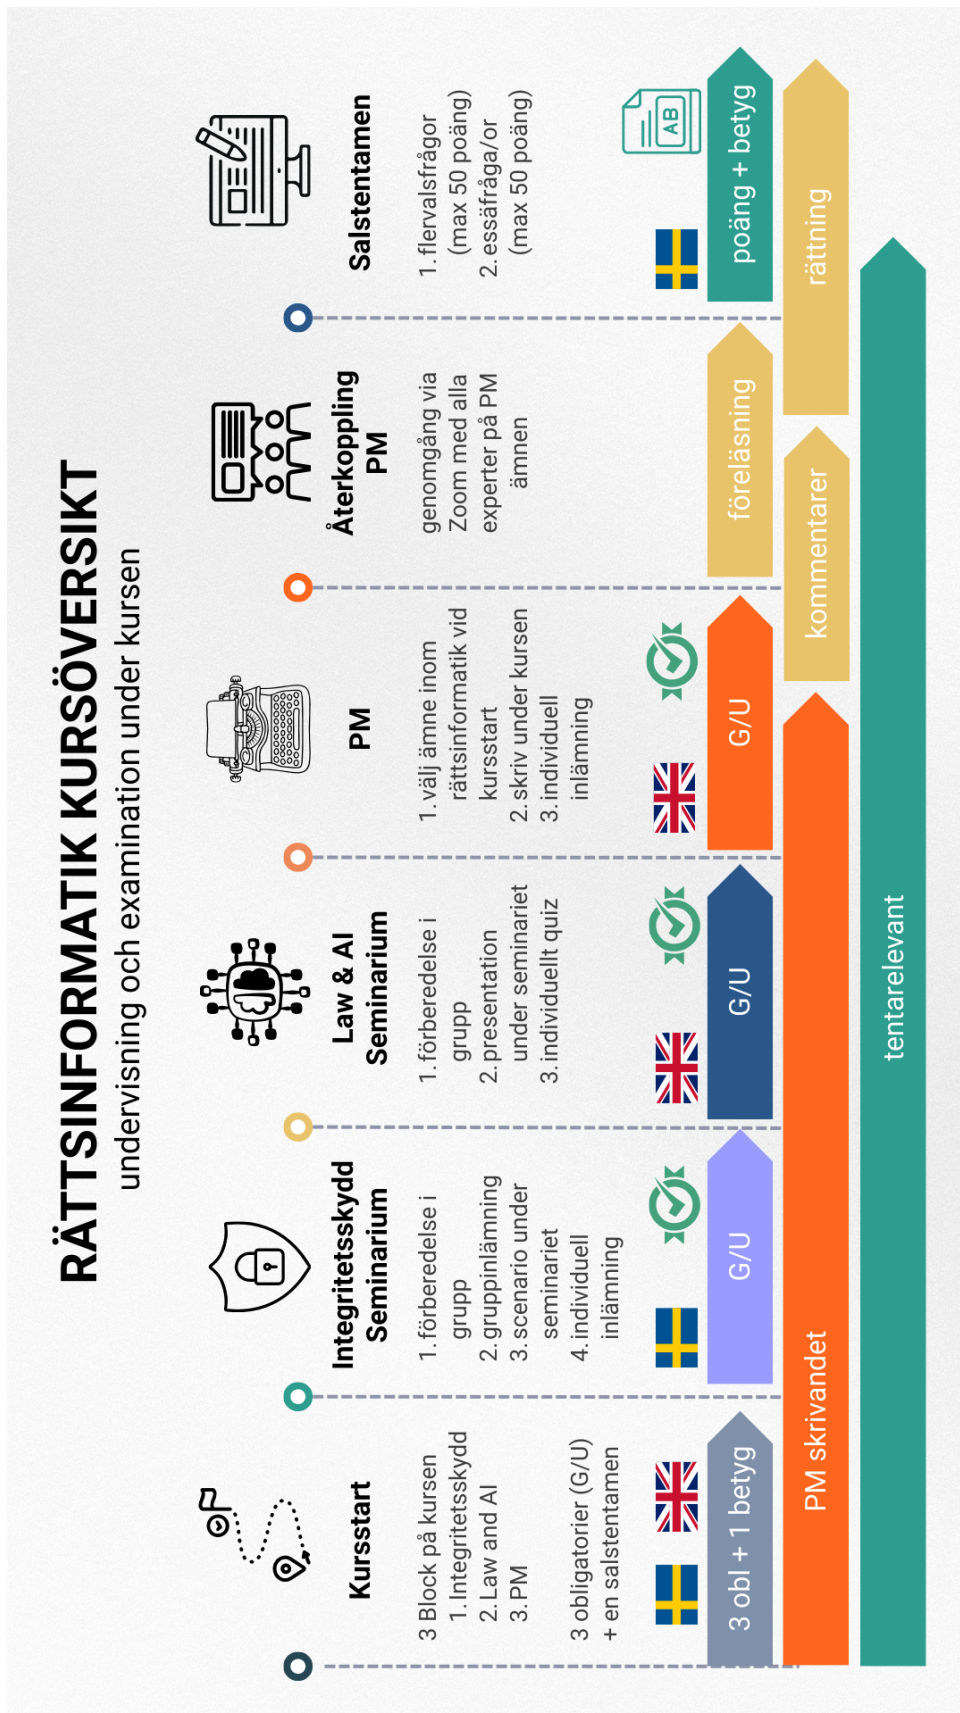 RÄTTSINFORMATIK KURSÖVERSIKT
undervisning och examination under kursen
Kursstart
3 Block på kursen
1. Integritetsskydd
2. Law and AI
3. PM
3 obligatorier (G/U)
+ en salstentamen
3 obl + 1 betyg
Integritetsskydd
Seminarium
1. förberedelse i
grupp
2. gruppinlämning
3. scenario under
seminariet
4. individuell
inlämning
G/U
Law & AI
Seminarium
1. förberedelse i
grupp
2. presentation
under seminariet
3. individuellt quiz
G/U
PM
1. välj ämne inom
rättsinformatik vid
kursstart
2. skriv under kursen
3. individuell
inlämning
G/U
Återkoppling
PM
genomgång via
Zoom med alla
experter på PM
ämnen
föreläsning
Salstentamen
1. flervalsfrågor
(max 50 poäng)
2. essäfråga/or
(max 50 poäng)
AB
poäng + betyg
PM skrivandet
kommentarer
rättning
tentarelevant